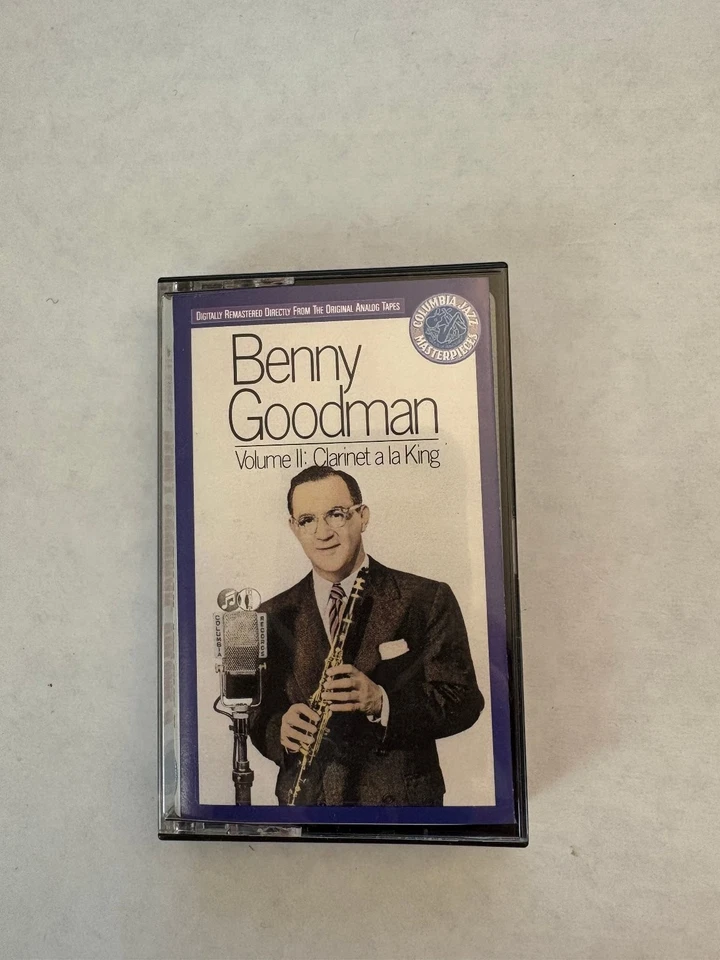 DIGITALLY REMASTERED DIRECTLY FROM THE ORIGINAL ANALOG TAPES
COLUMBIA JAZZ
MASTERPIECES
Benny
Goodman
Volume II: Clarinet a la King
COLUMBIA
RECORDS